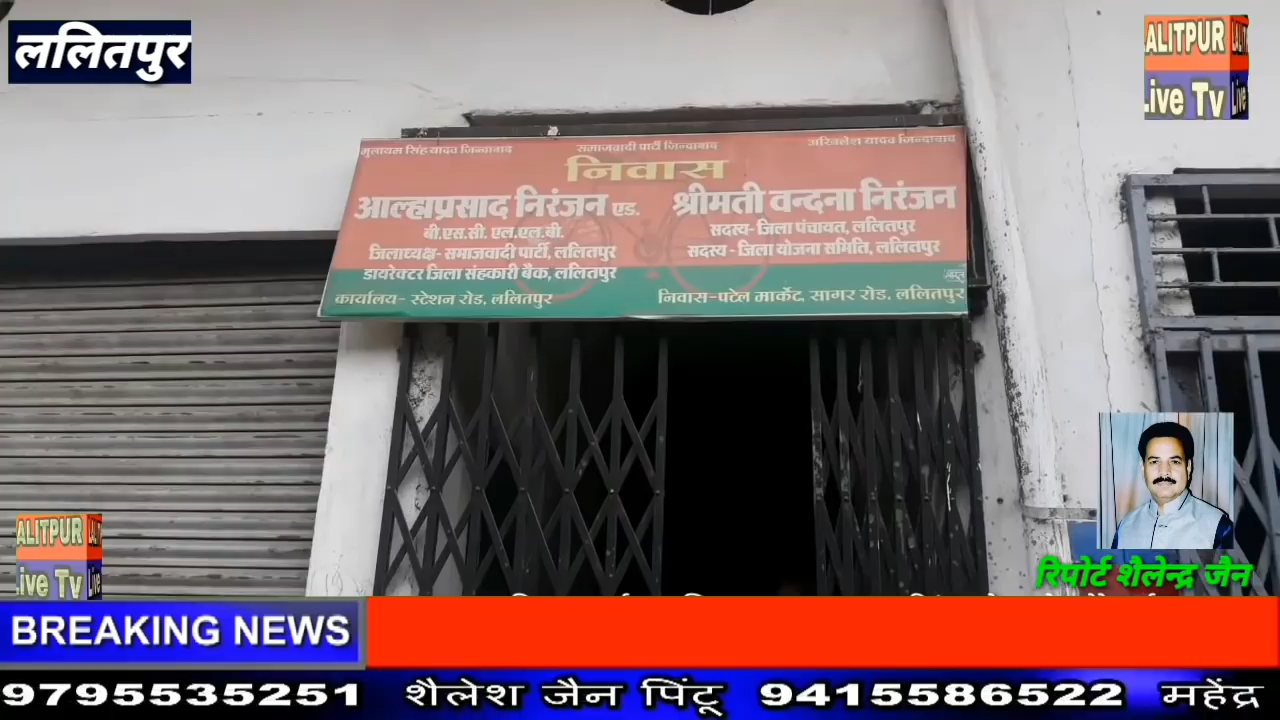 ललितपुर
ALITPUR
Live Tv
मुलायम सिंह यादव जिन्दाबाद समाजवादी पार्टी जिन्दाबाद अखिलेश यादव जिन्दाबाद
निवास
आल्हाप्रसाद निरंजन एड. श्रीमती वन्दना निरंजन
बी.एस.सी. एल.एल.बी. सदस्य- जिला पंचायत, ललितपुर
जिलाध्यक्ष- समाजवादी पार्टी, ललितपुर सदस्य - जिला योजना समिति, ललितपुर
डायरेक्टर जिला सहकारी बैंक, ललितपुर
कार्यालय- स्टेशन रोड, ललितपुर निवास-पटेल मार्केट, सागर रोड, ललितपुर
ALITPUR
Live Tv
रिपोर्ट शैलेन्द्र जैन
BREAKING NEWS
9795535251 शैलेश जैन पिंटू 9415586522 महेंद्र